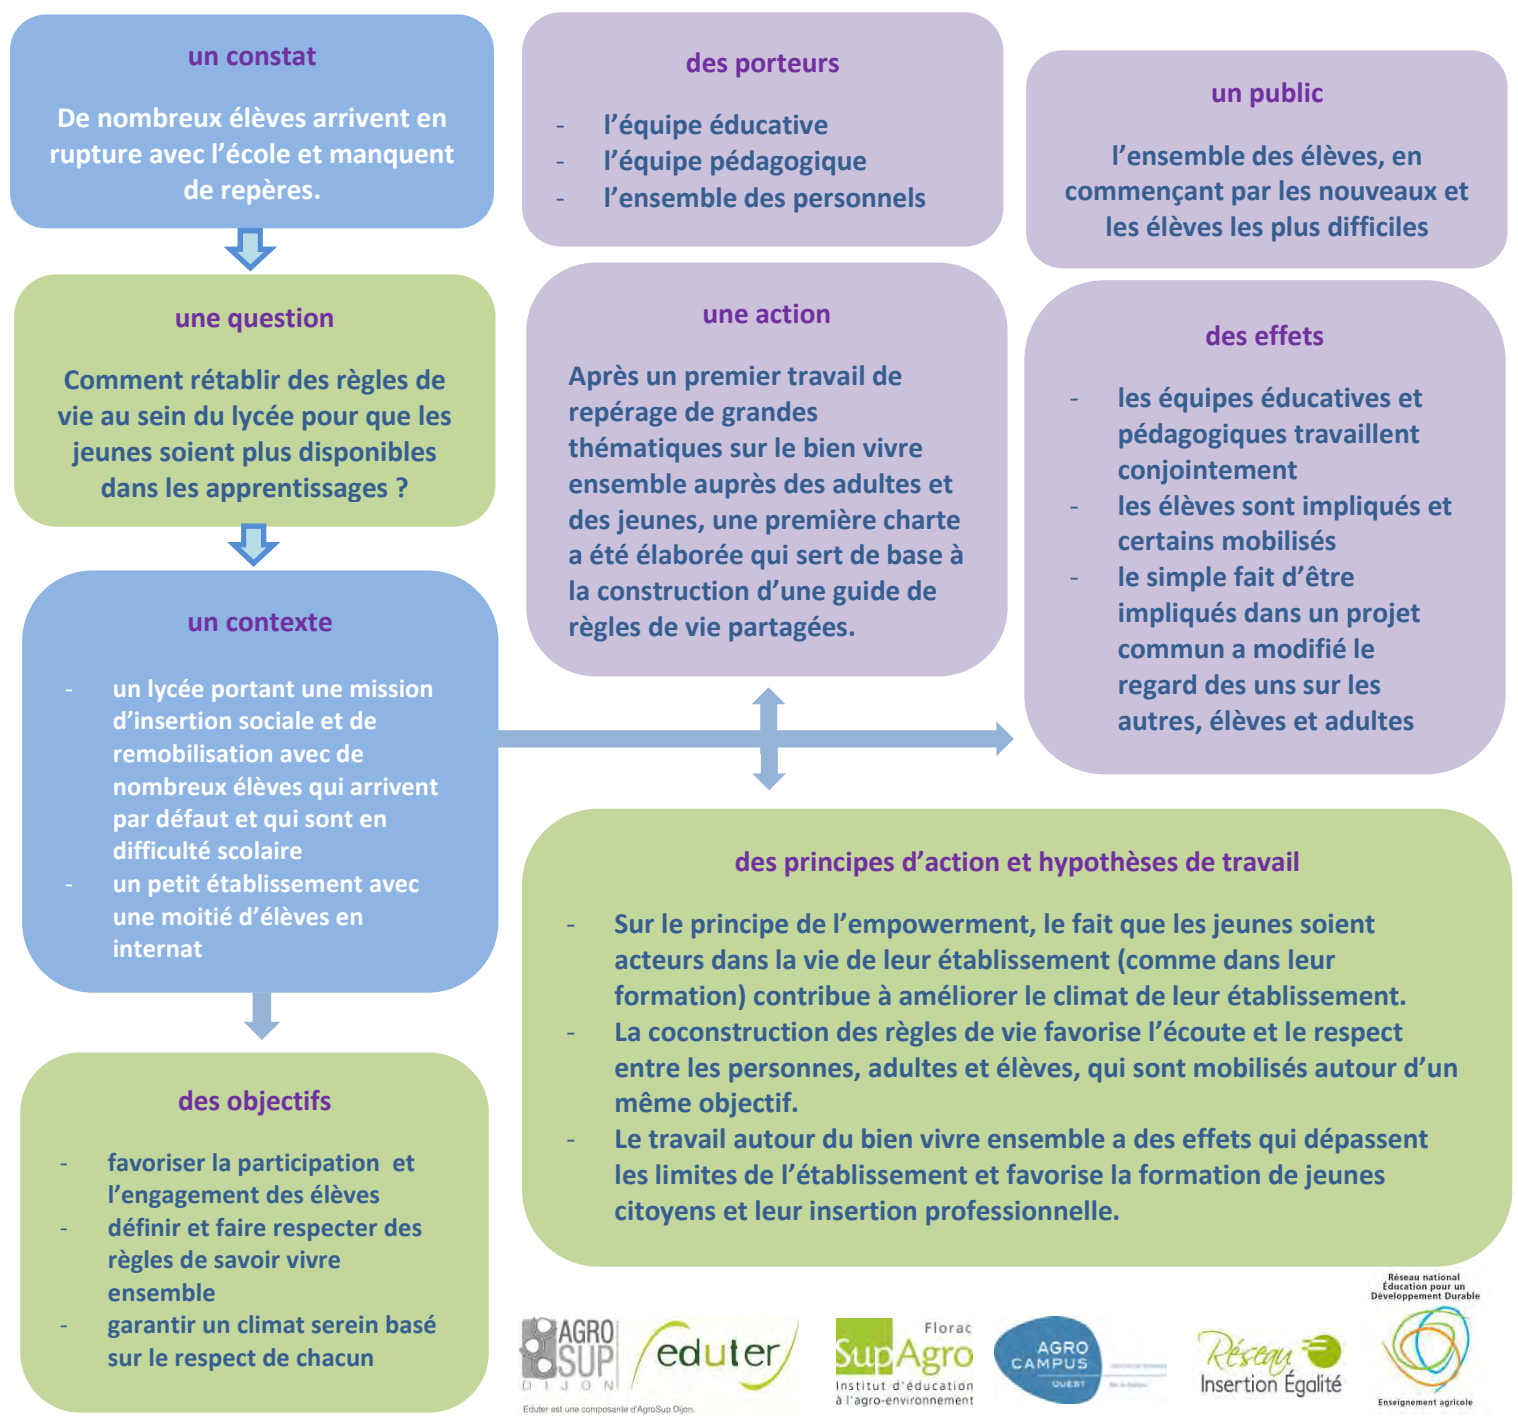 un constat
De nombreux élèves arrivent en
rupture avec l'école et manquent
de repères.
une question
Comment rétablir des règles de
vie au sein du lycée pour que les
jeunes soient plus disponibles
dans les apprentissages ?
un contexte
- un lycée portant une mission
d'insertion sociale et de
remobilisation avec de
nombreux élèves qui arrivent
par défaut et qui sont en
difficulté scolaire
- un petit établissement avec
une moitié d'élèves en
internat
des objectifs
- favoriser la participation et
l'engagement des élèves
- définir et faire respecter des
règles de savoir vivre
ensemble
- garantir un climat serein basé
sur le respect de chacun
des porteurs
- l'équipe éducative
- l'équipe pédagogique
- l'ensemble des personnels
un public
l'ensemble des élèves, en
commençant par les nouveaux et
les élèves les plus difficiles
une action
Après un premier travail de
repérage de grandes
thématiques sur le bien vivre
ensemble auprès des adultes et
des jeunes, une première charte
a été élaborée qui sert de base à
la construction d'une guide de
règles de vie partagées.
des effets
- les équipes éducatives et
pédagogiques travaillent
conjointement
- les élèves sont impliqués et
certains mobilisés
- le simple fait d'être
impliqués dans un projet
commun a modifié le
regard des uns sur les
autres, élèves et adultes
des principes d'action et hypothèses de travail
- Sur le principe de l'empowerment, le fait que les jeunes soient
acteurs dans la vie de leur établissement (comme dans leur
formation) contribue à améliorer le climat de leur établissement.
- La coconstruction des règles de vie favorise l'écoute et le respect
entre les personnes, adultes et élèves, qui sont mobilisés autour d'un
même objectif.
- Le travail autour du bien vivre ensemble a des effets qui dépassent
les limites de l'établissement et favorise la formation de jeunes
citoyens et leur insertion professionnelle.
AGRO
SUP
DIJON
eduter
Eduter est une composante d'AgroSup Dijon.
Florac
SupAgro
Institut d'éducation
à l'agro-environnement
AGRO
CAMPUS
OUEST
Réseau
Insertion Égalité
Réseau national
Éducation pour un
Développement Durable
Enseignement agricole